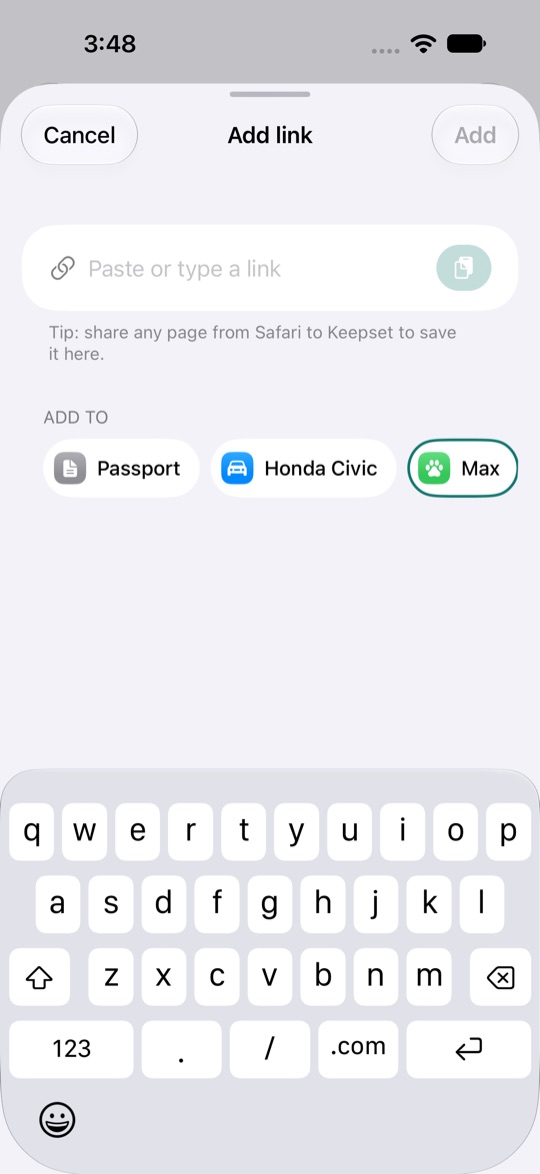 3:48
Cancel
Add link
Add
Paste or type a link
Tip: share any page from Safari to Keepset to save
it here.
ADD TO
Passport
Honda Civic
Max
q w e r t y u i o p
a s d f g h j k l
z x c v b n m
123 . / .com